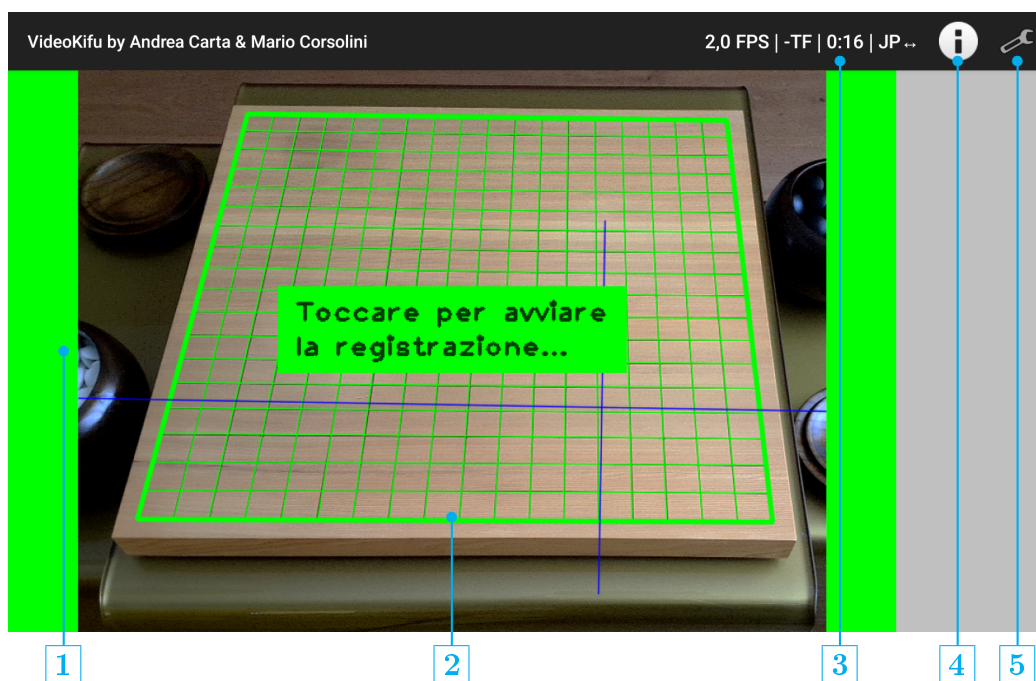 VideoKifu by Andrea Carta & Mario Corsolini
2,0 FPS | -TF | 0:16 | JP↔
Toccare per avviare
la registrazione...
1
2
3
4
5